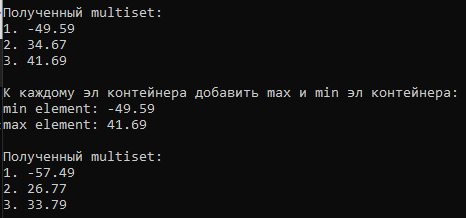 Полученный multiset:
1. -49.59
2. 34.67
3. 41.69
К каждому эл контейнера добавить max и min эл контейнера:
min element: -49.59
max element: 41.69
Полученный multiset:
1. -57.49
2. 26.77
3. 33.79